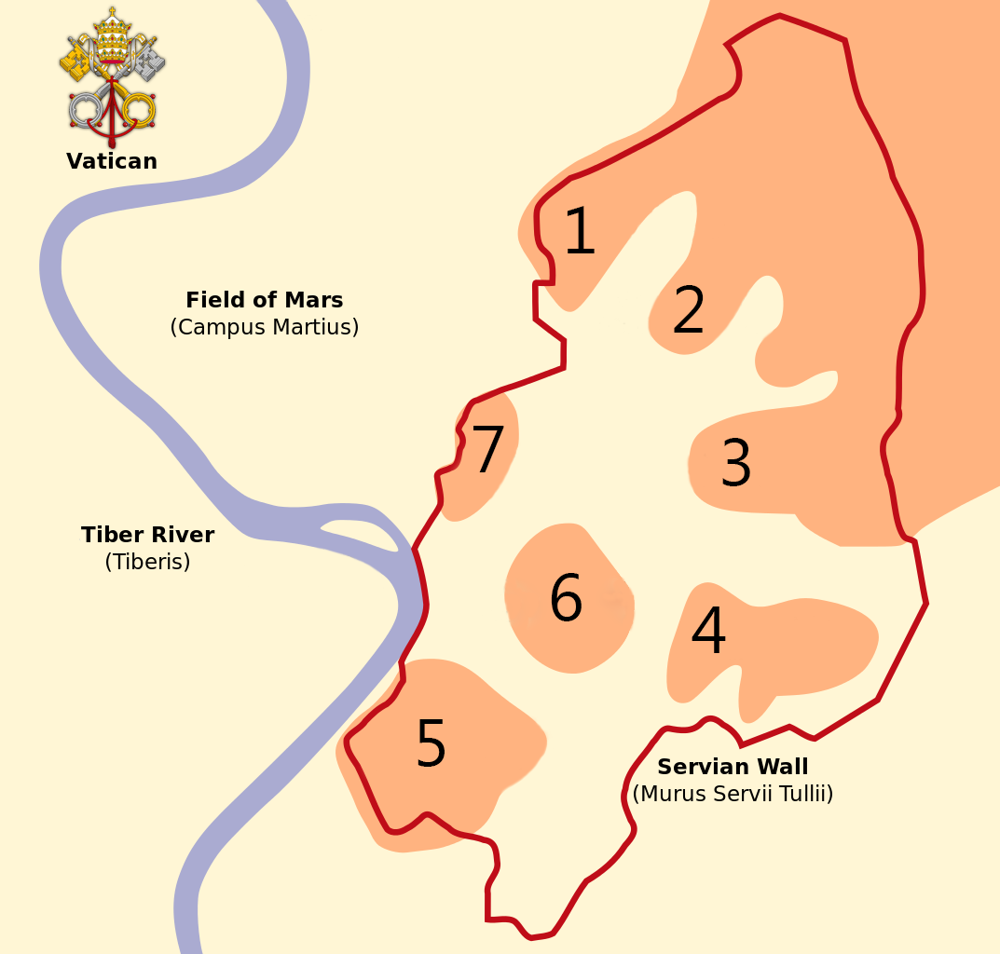 Vatican
1
2
Field of Mars
(Campus Martius)
7
3
Tiber River
(Tiberis)
6
4
5
Servian Wall
(Murus Servii Tullii)